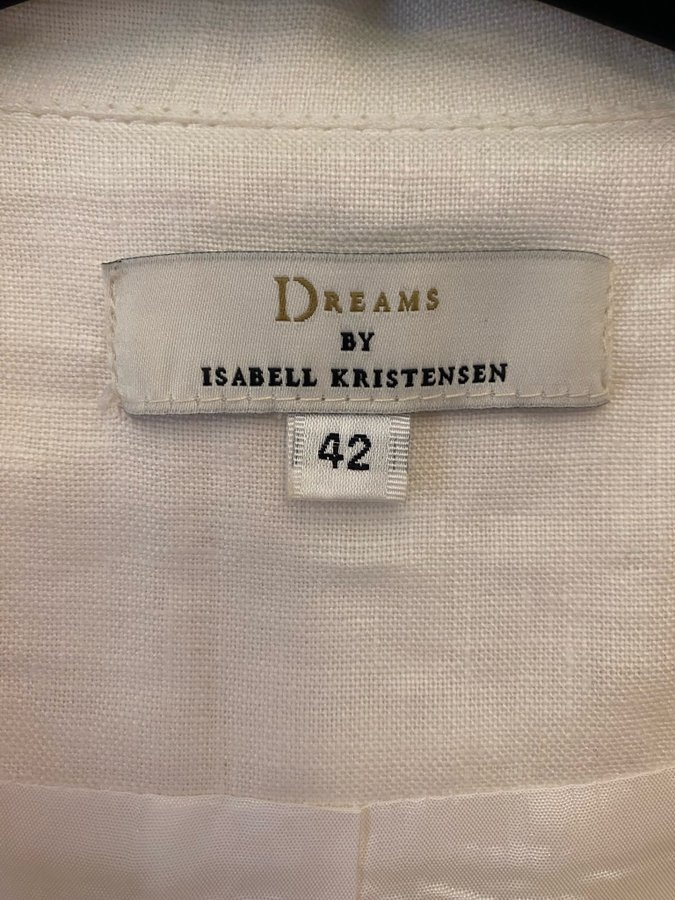 DREAMS
BY
ISABELL KRISTENSEN
42